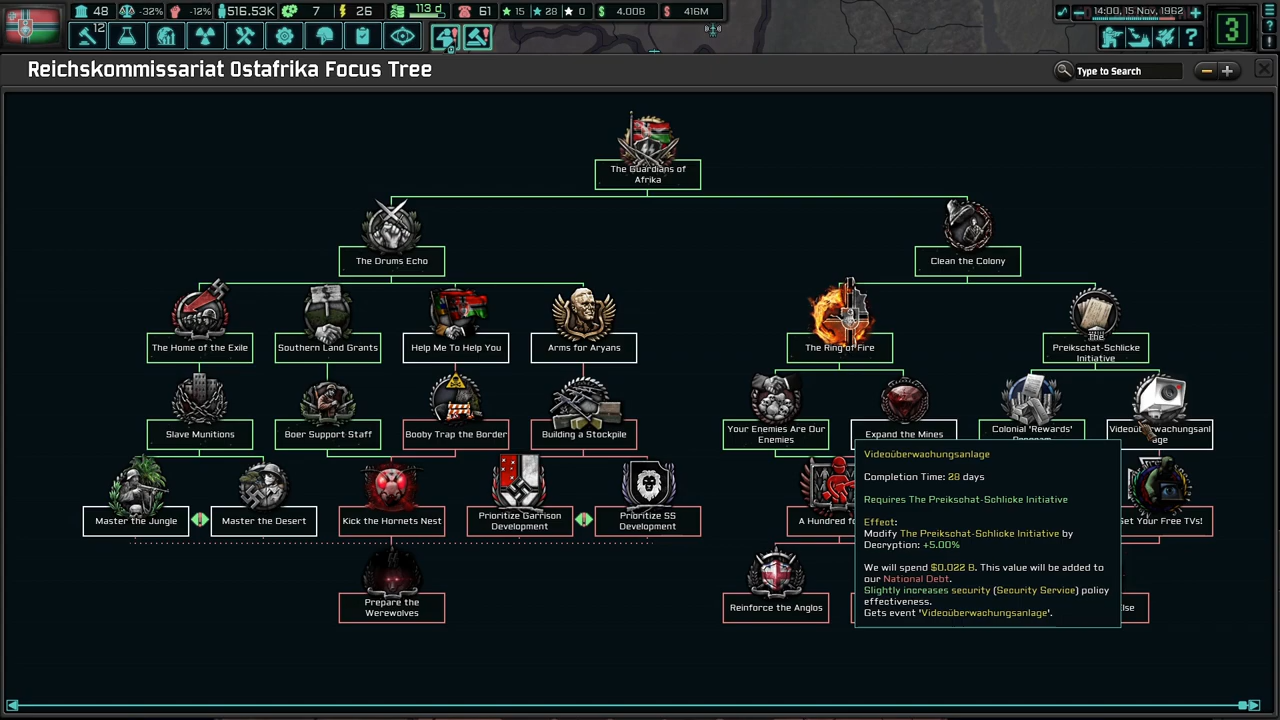 48 -32% -12% 516.53K 7 26 113 d 61 15 28 0 $ 4.00B $ 416M 14:00, 15 Nov, 1962
12 3
Reichskommissariat Ostafrika Focus Tree
Type to Search
The Guardians of
Afrika
The Drums Echo
Clean the Colony
The Home of the Exile
Southern Land Grants
Help Me To Help You
Arms for Aryans
The Ring of Fire
The
Preikschat-Schlicke
Initiative
Slave Munitions
Boer Support Staff
Booby Trap the Border
Building a Stockpile
Your Enemies Are Our
Enemies
Expand the Mines
Colonial 'Rewards'
Program
Master the Jungle
Master the Desert
Kick the Hornets Nest
Prioritize Garrison
Development
Prioritize SS
Development
A Hundred
Get Your Free TVs!
Prepare the
Werewolves
Reinforce the Anglos
Videoüberwachungsanlage
Completion Time: 28 days
Requires The Preikschat-Schlicke Initiative
Effect:
Modify The Preikschat-Schlicke Initiative by
Decryption: +5.00%
We will spend $0.022 B. This value will be added to
our National Debt.
Slightly increases security (Security Service) policy
effectiveness.
Gets event 'Videoüberwachungsanlage'.